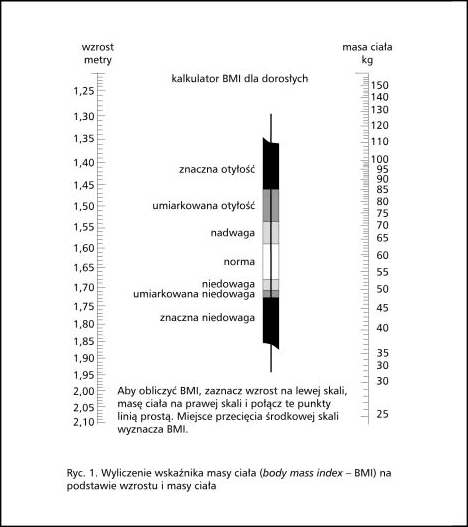 wzrost
metry
masa ciała
kg
kalkulator BMI dla dorosłych
1,25
1,30
1,35
1,40
1,45
1,50
1,55
1,60
1,65
1,70
1,75
1,80
1,85
1,90
1,95
2,00
2,05
2,10
znaczna otyłość
umiarkowana otyłość
nadwaga
norma
niedowaga
umiarkowana niedowaga
znaczna niedowaga
150
140
130
120
110
100
95
90
85
80
75
70
65
60
55
50
45
40
35
30
30
25
Aby obliczyć BMI, zaznacz wzrost na lewej skali,
masę ciała na prawej skali i połącz te punkty
linią prostą. Miejsce przecięcia środkowej skali
wyznacza BMI.
Ryc. 1. Wyliczenie wskaźnika masy ciała (body mass index – BMI) na
podstawie wzrostu i masy ciała